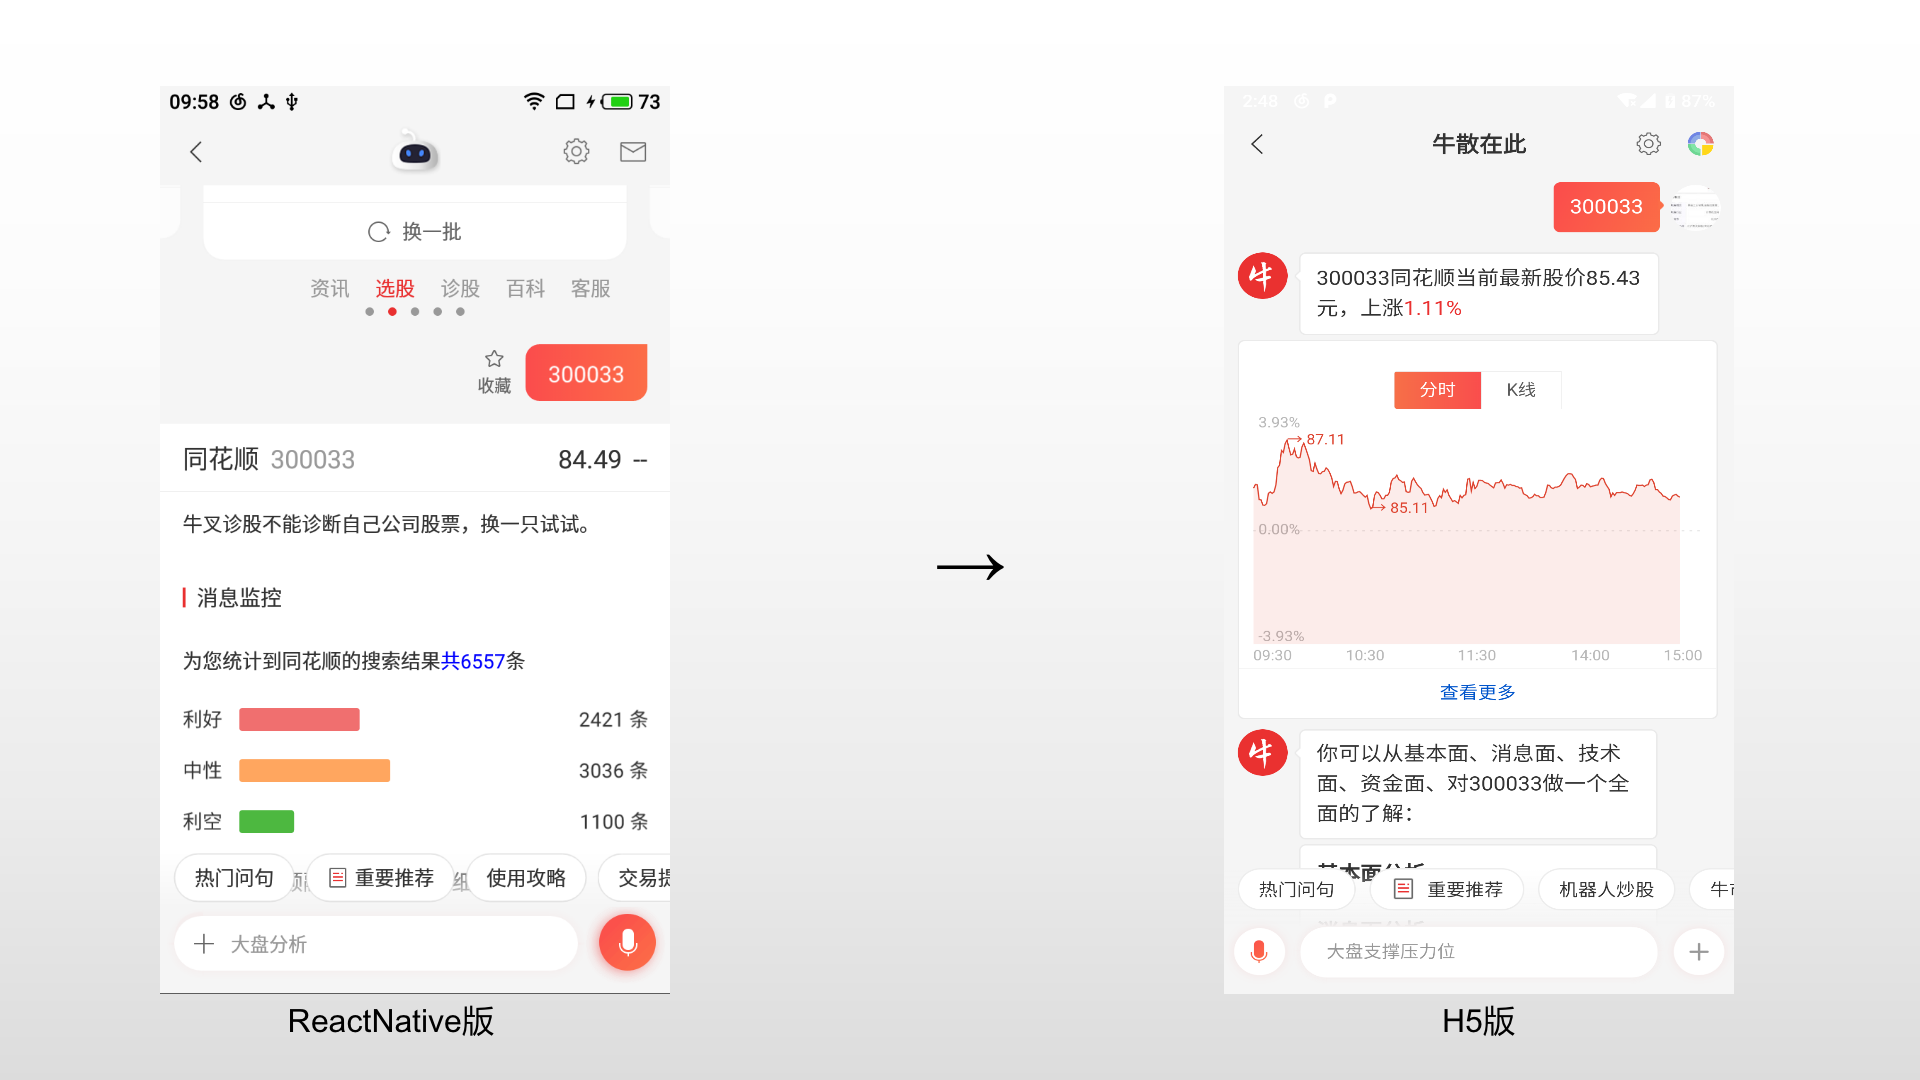 09:58
73
换一批
资讯 选股 诊股 百科 客服
收藏
300033
同花顺 300033 84.49 --
牛叉诊股不能诊断自己公司股票，换一只试试。
消息监控
为您统计到同花顺的搜索结果共6557条
利好 2421 条
中性 3036 条
利空 1100 条
热门问句 重要推荐 使用攻略 交易提
大盘分析
ReactNative版
→
2:48
87%
牛散在此
300033
牛
300033同花顺当前最新股价85.43
元，上涨1.11%
分时 K线
3.93%
87.11
85.11
0.00%
-3.93%
09:30 10:30 11:30 14:00 15:00
查看更多
牛
你可以从基本面、消息面、技术
面、资金面、对300033做一个全
面的了解：
基本面分析
热门问句 重要推荐 机器人炒股 牛市
大盘支撑压力位
H5版